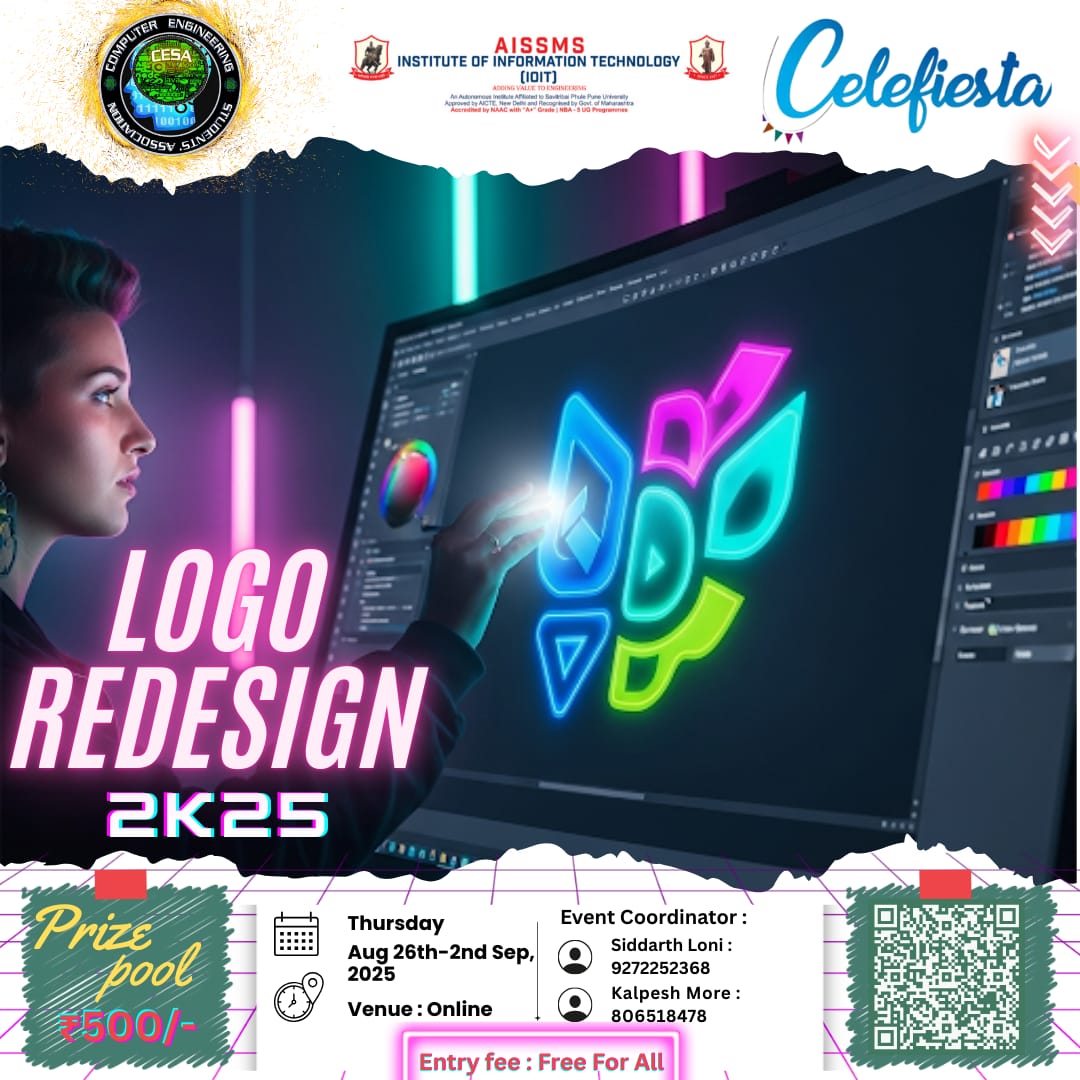 COMPUTER ENGINEERING
STUDENTS' ASSOCIATION
CESA
AISSMS
INSTITUTE OF INFORMATION TECHNOLOGY
(IOIT)
ADDING VALUE TO ENGINEERING
An Autonomous Institute Affiliated to Savitribai Phule Pune University
Approved by AICTE, New Delhi and Recognised by Govt. of Maharashtra
Accredited by NAAC with "A+" Grade | NBA - 5 UG Programmes
Celefiesta
LOGO
REDESIGN
2K25
Prize
pool
₹500/-
Thursday
Aug 26th-2nd Sep,
2025
Venue : Online
Event Coordinator :
Siddarth Loni :
9272252368
Kalpesh More :
806518478
Entry fee : Free For All